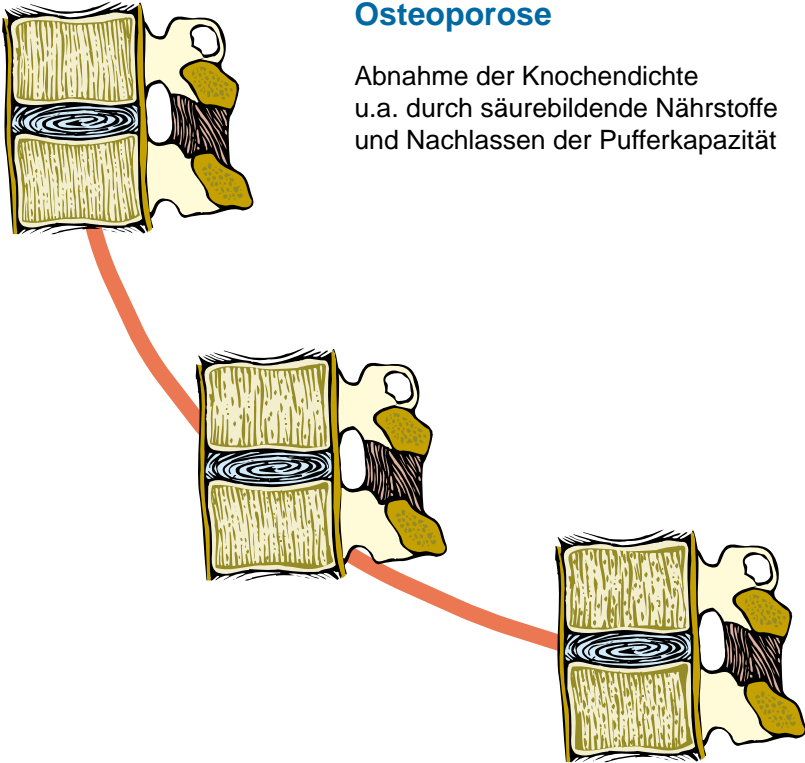 Osteoporose
Abnahme der Knochendichte
u.a. durch säurebildende Nährstoffe
und Nachlassen der Pufferkapazität